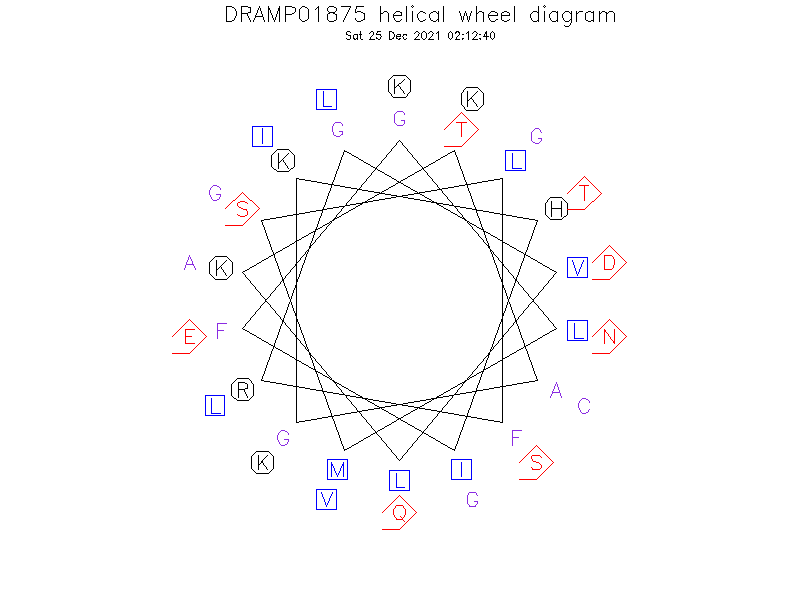 DRAMP01875 helical wheel diagram
Sat 25 Dec 2021 02:12:40
K
L K
G G T G
I K L
G S H T
A K V D
E F L N
L R A C
K G F S
M L I
V Q G